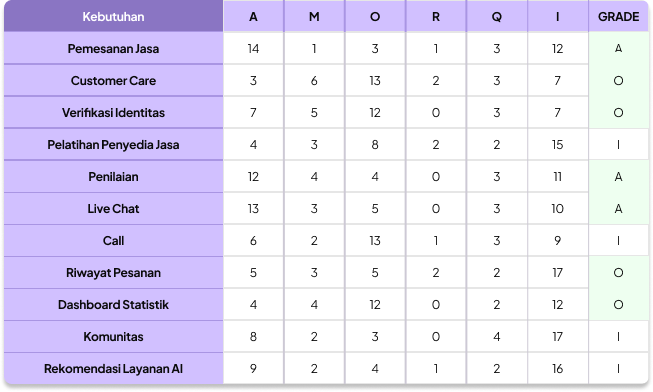 Kebutuhan A M O R Q I GRADE
Pemesanan Jasa 14 1 3 1 3 12 A
Customer Care 3 6 13 2 3 7 O
Verifikasi Identitas 7 5 12 0 3 7 O
Pelatihan Penyedia Jasa 4 3 8 2 2 15 I
Penilaian 12 4 4 0 3 11 A
Live Chat 13 3 5 0 3 10 A
Call 6 2 13 1 3 9 I
Riwayat Pesanan 5 3 5 2 2 17 O
Dashboard Statistik 4 4 12 0 2 12 O
Komunitas 8 2 3 0 4 17 I
Rekomendasi Layanan AI 9 2 4 1 2 16 I